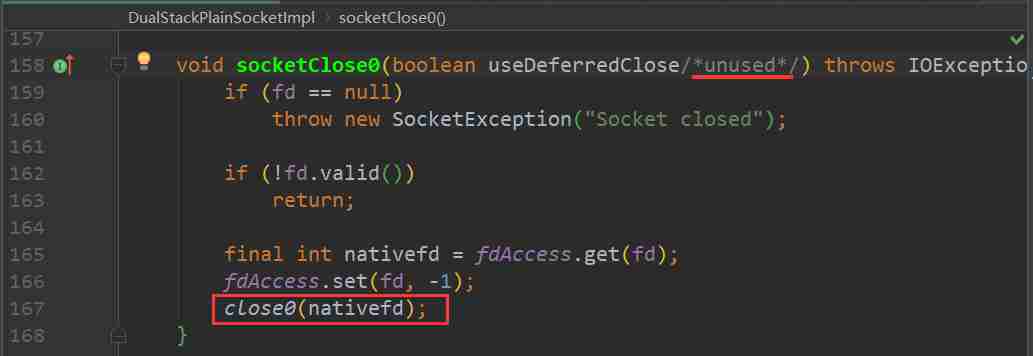 DualStackPlainSocketImpl › socketClose0()
157
158 void socketClose0(boolean useDeferredClose/*unused*/) throws IOExceptio
159 if (fd == null)
160 throw new SocketException("Socket closed");
161
162 if (!fd.valid())
163 return;
164
165 final int nativefd = fdAccess.get(fd);
166 fdAccess.set(fd, -1);
167 close0(nativefd);
168 }